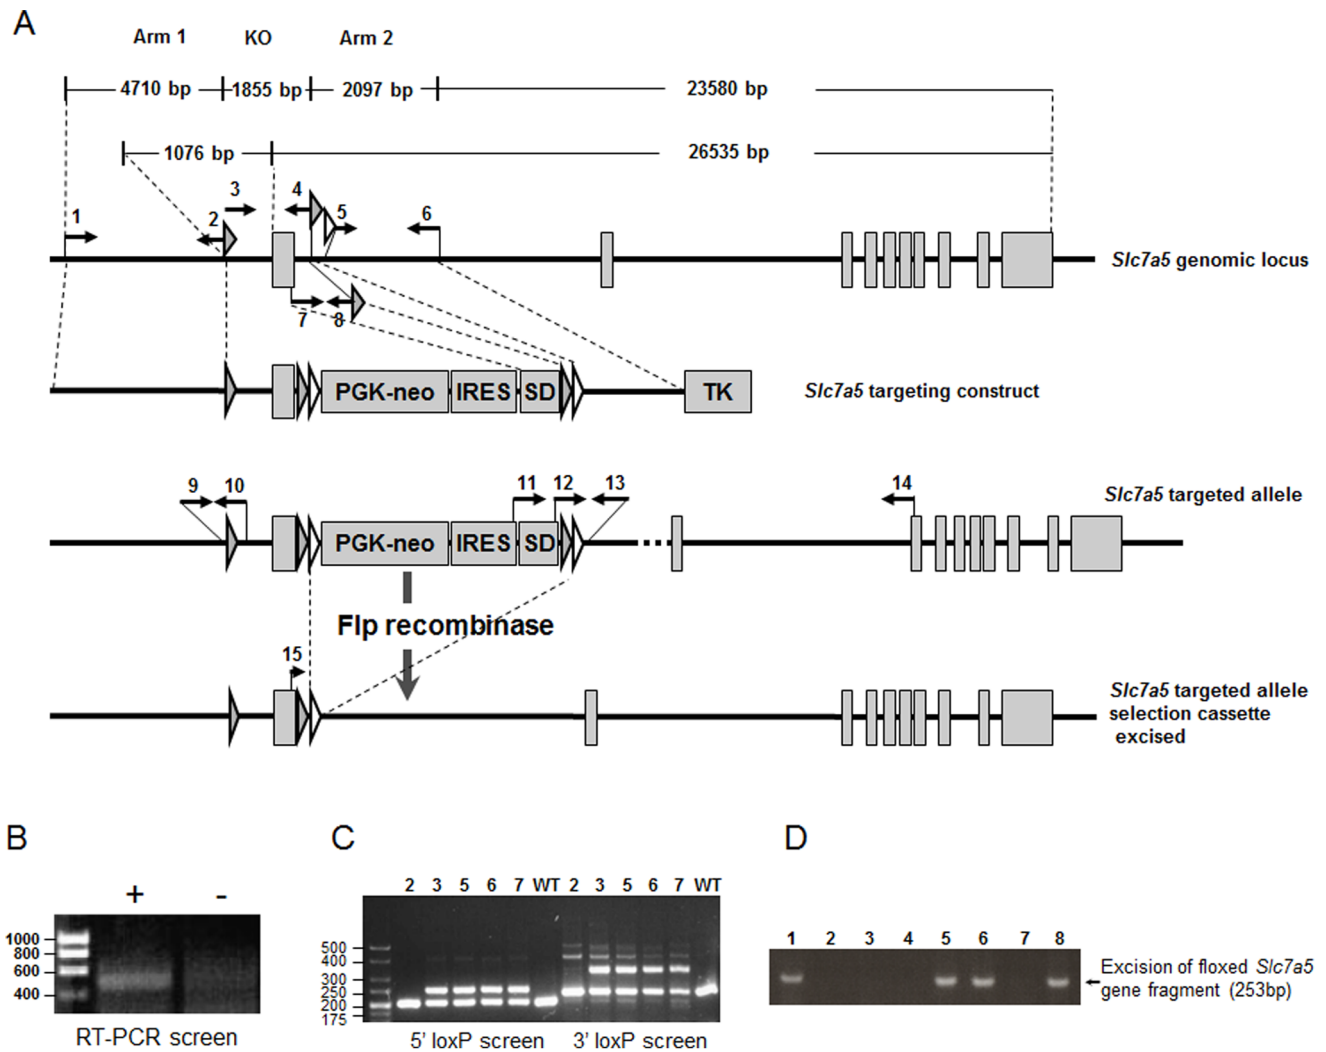 A
Arm 1 KO Arm 2
4710 bp 1855 bp 2097 bp 23580 bp
1076 bp 26535 bp
1 2 3 4 5 6
Slc7a5 genomic locus
7 8
PGK-neo IRES SD TK
Slc7a5 targeting construct
9 10 11 12 13 14
Slc7a5 targeted allele
PGK-neo IRES SD
Flp recombinase
15
Slc7a5 targeted allele
selection cassette
excised
B
+ -
1000
800
600
400
RT-PCR screen
C
2 3 5 6 7 WT 2 3 5 6 7 WT
500
400
300
250
200
175
5' loxP screen 3' loxP screen
D
1 2 3 4 5 6 7 8
Excision of floxed Slc7a5
gene fragment (253bp)